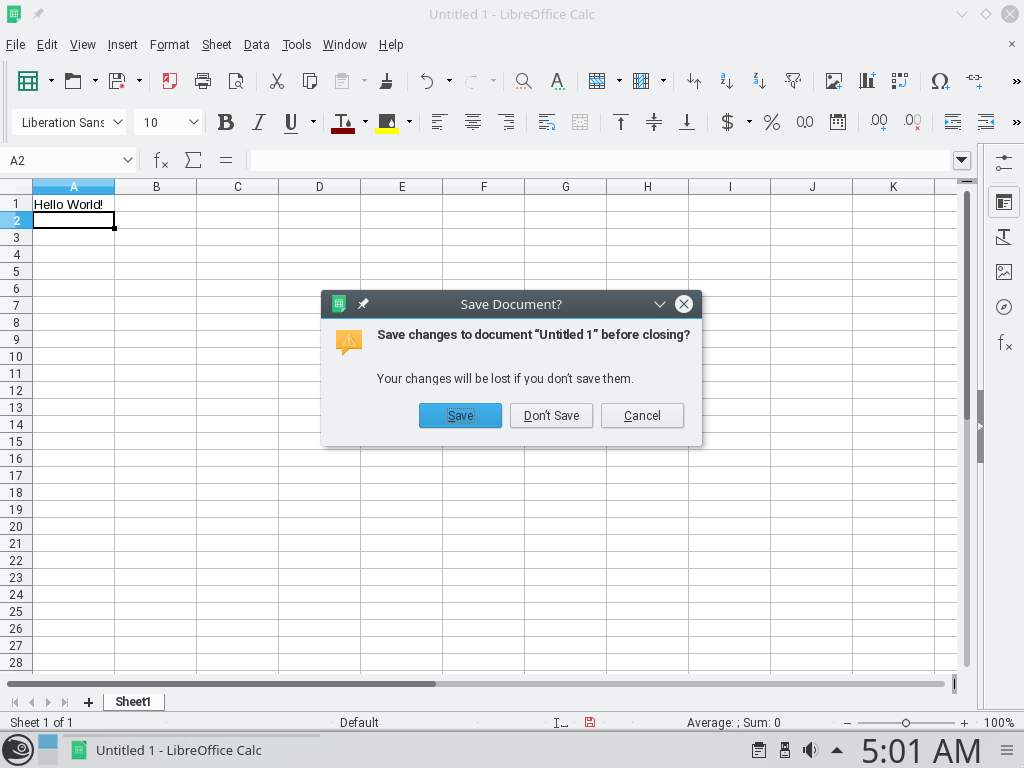 Untitled 1 - LibreOffice Calc
File Edit View Insert Format Sheet Data Tools Window Help
Liberation Sans 10
A2
A B C D E F G H I J K
1 Hello World!
2
3
4
5
6
7
8
9
10
11
12
13
14
15
16
17
18
19
20
21
22
23
24
25
26
27
28
Save Document?
Save changes to document “Untitled 1” before closing?
Your changes will be lost if you don’t save them.
Save Don’t Save Cancel
Sheet1
Sheet 1 of 1 Default Average: ; Sum: 0 100%
Untitled 1 - LibreOffice Calc 5:01 AM